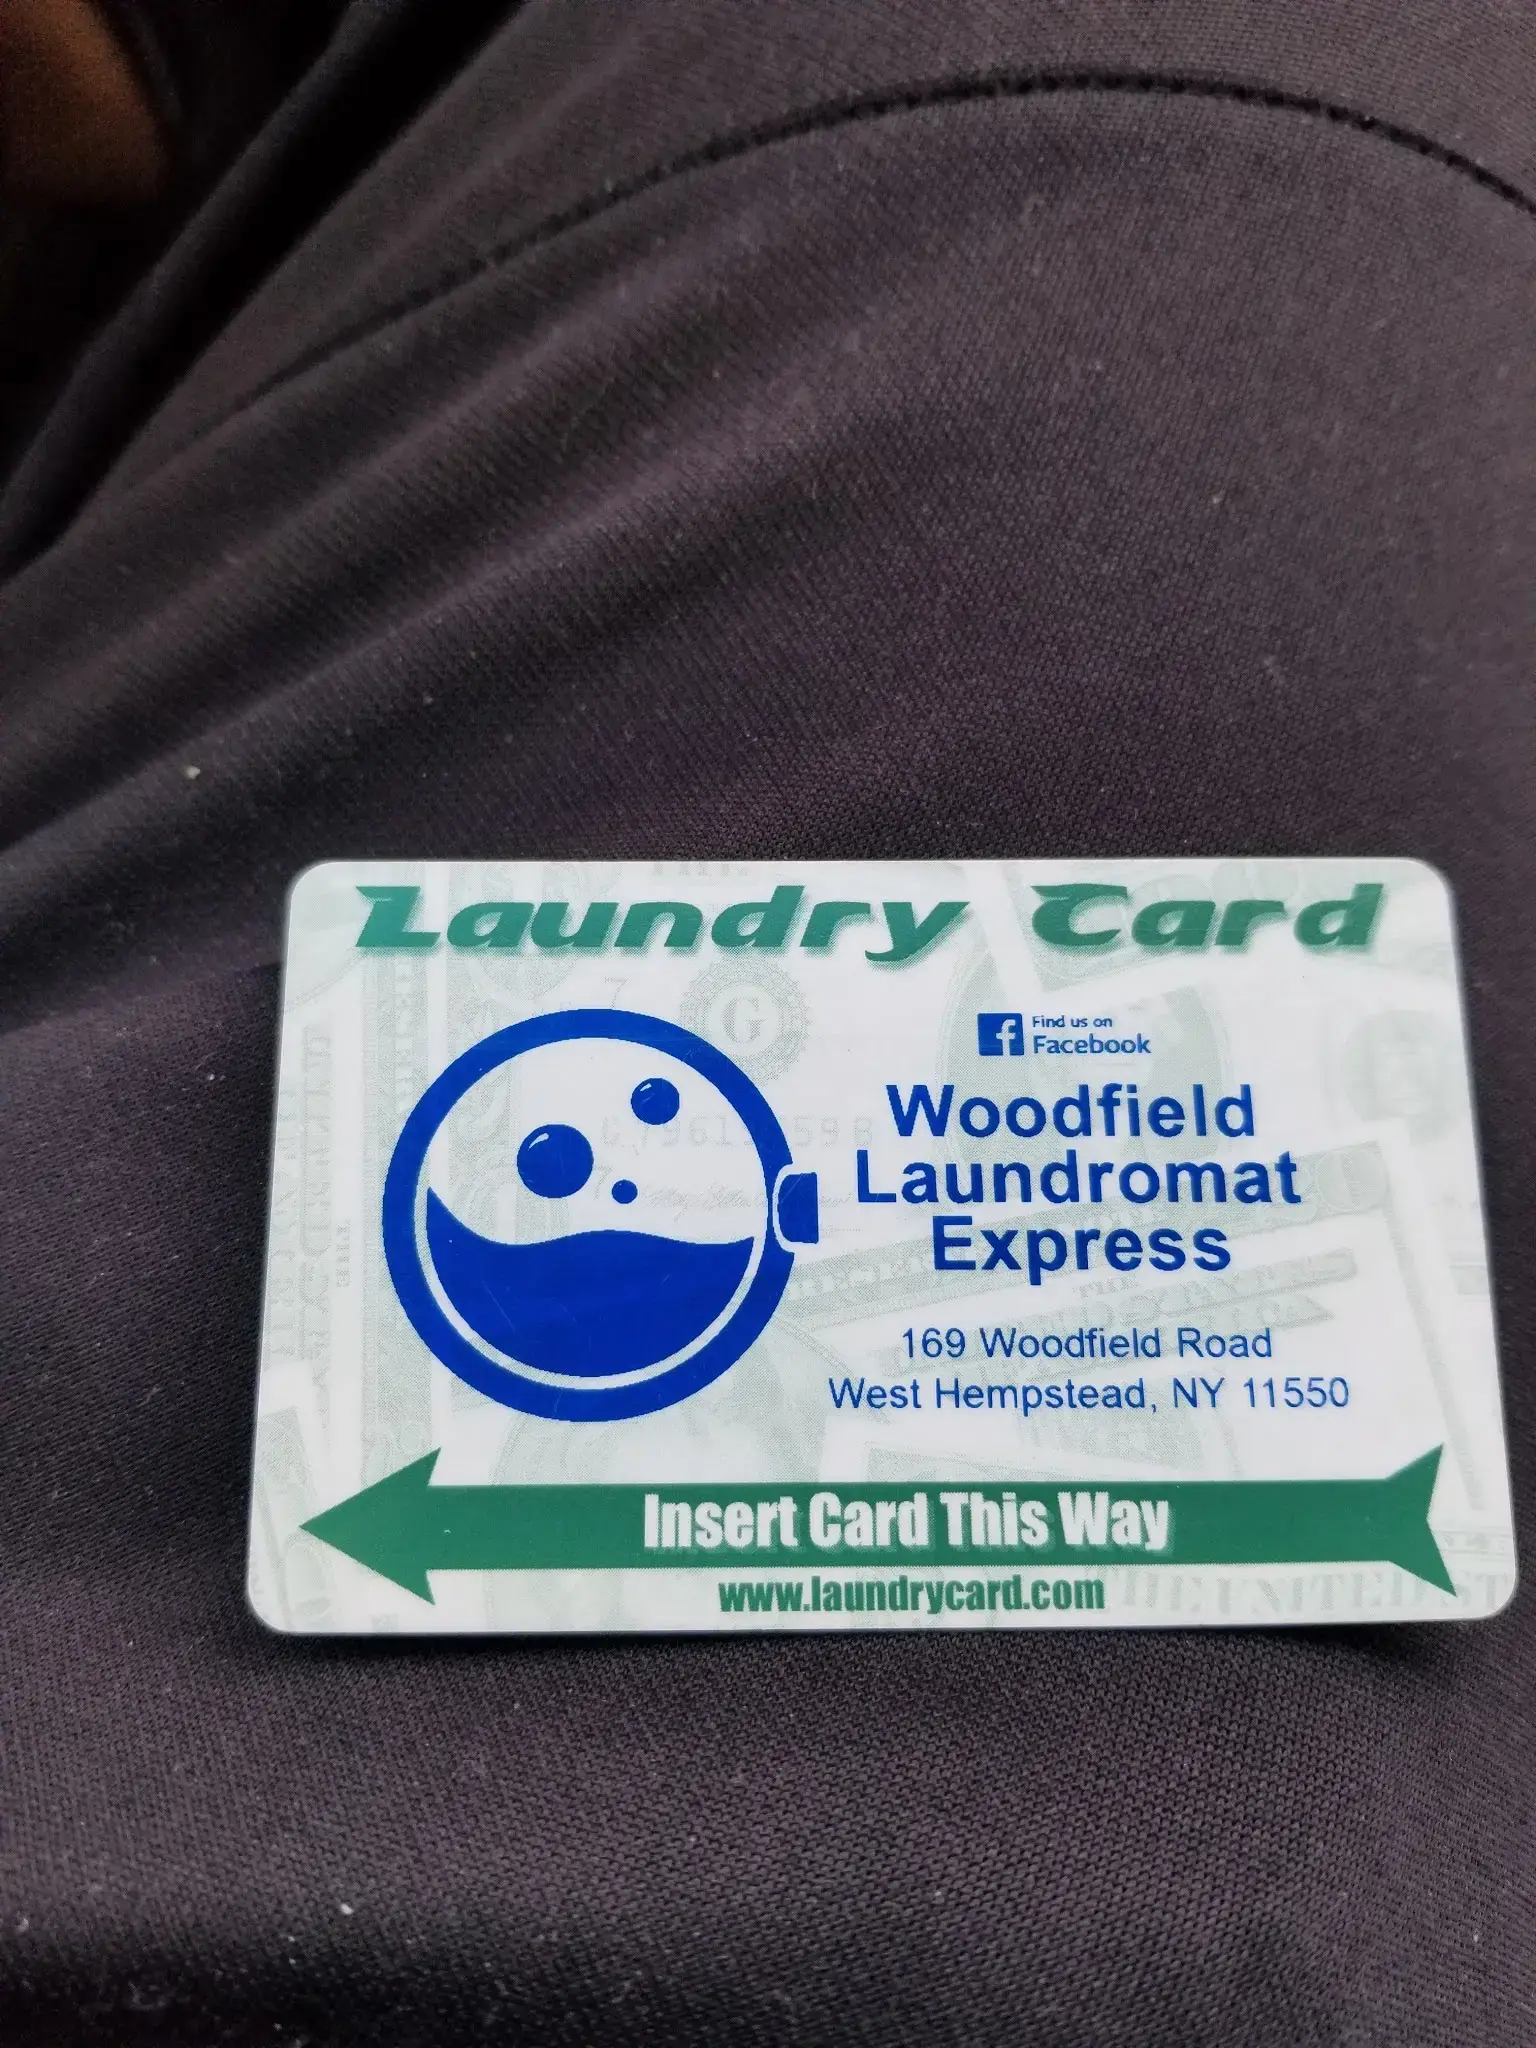 Laundry Card
Find us on
Facebook
Woodfield
Laundromat
Express
169 Woodfield Road
West Hempstead, NY 11550
Insert Card This Way
www.laundrycard.com